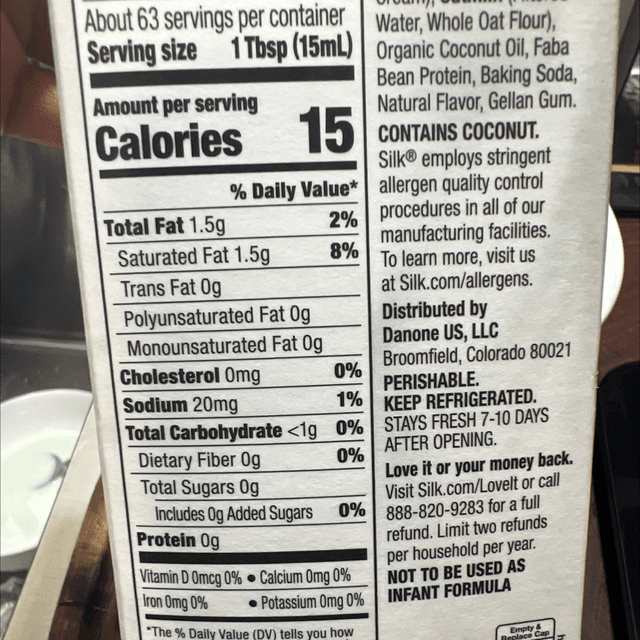 About 63 servings per container
Serving size 1 Tbsp (15mL)
Amount per serving
Calories 15
% Daily Value*
Total Fat 1.5g 2%
Saturated Fat 1.5g 8%
Trans Fat 0g
Polyunsaturated Fat 0g
Monounsaturated Fat 0g
Cholesterol 0mg 0%
Sodium 20mg 1%
Total Carbohydrate <1g 0%
Dietary Fiber 0g 0%
Total Sugars 0g
Includes 0g Added Sugars 0%
Protein 0g
Vitamin D 0mcg 0% • Calcium 0mg 0%
Iron 0mg 0% • Potassium 0mg 0%
*The % Daily Value (DV) tells you how
Water, Whole Oat Flour),
Organic Coconut Oil, Faba
Bean Protein, Baking Soda,
Natural Flavor, Gellan Gum.
CONTAINS COCONUT.
Silk® employs stringent
allergen quality control
procedures in all of our
manufacturing facilities.
To learn more, visit us
at Silk.com/allergens.
Distributed by
Danone US, LLC
Broomfield, Colorado 80021
PERISHABLE.
KEEP REFRIGERATED.
STAYS FRESH 7-10 DAYS
AFTER OPENING.
Love it or your money back.
Visit Silk.com/LoveIt or call
888-820-9283 for a full
refund. Limit two refunds
per household per year.
NOT TO BE USED AS
INFANT FORMULA
Empty &
Replace Cap